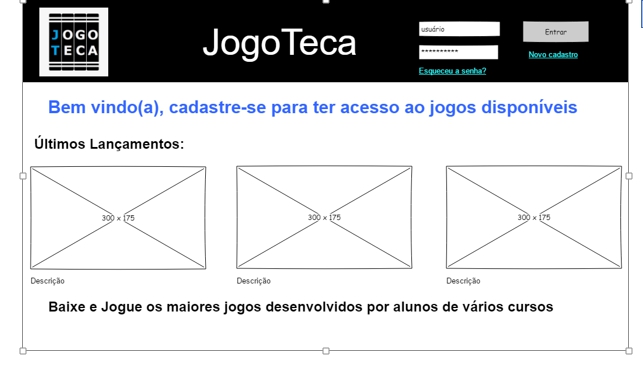 JOGO
TECA
JogoTeca
usuário
**********
Entrar
Esqueceu a senha?
Novo cadastro
Bem vindo(a), cadastre-se para ter acesso ao jogos disponíveis
Últimos Lançamentos:
300 x 175
300 x 175
300 x 175
Descrição
Descrição
Descrição
Baixe e Jogue os maiores jogos desenvolvidos por alunos de vários cursos